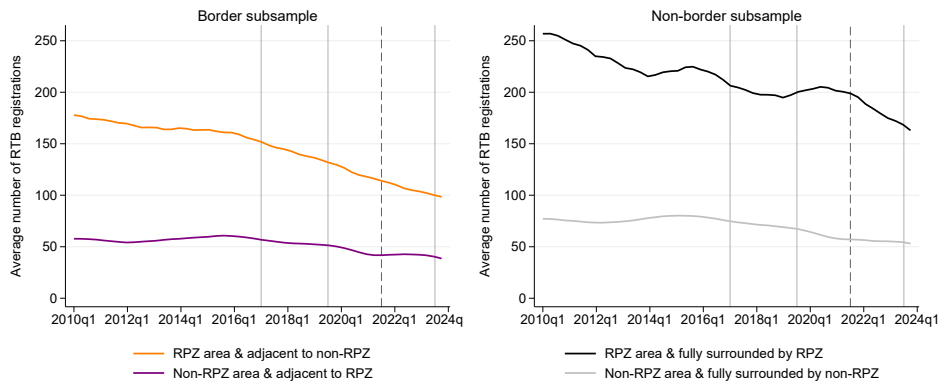 Border subsample
Average number of RTB registrations
250
200
150
100
50
0
2010q1 2012q1 2014q1 2016q1 2018q1 2020q1 2022q1 2024q
RPZ area & adjacent to non-RPZ
Non-RPZ area & adjacent to RPZ
Non-border subsample
Average number of RTB registrations
250
200
150
100
50
0
2010q1 2012q1 2014q1 2016q1 2018q1 2020q1 2022q1 2024q1
RPZ area & fully surrounded by RPZ
Non-RPZ area & fully surrounded by non-RPZ